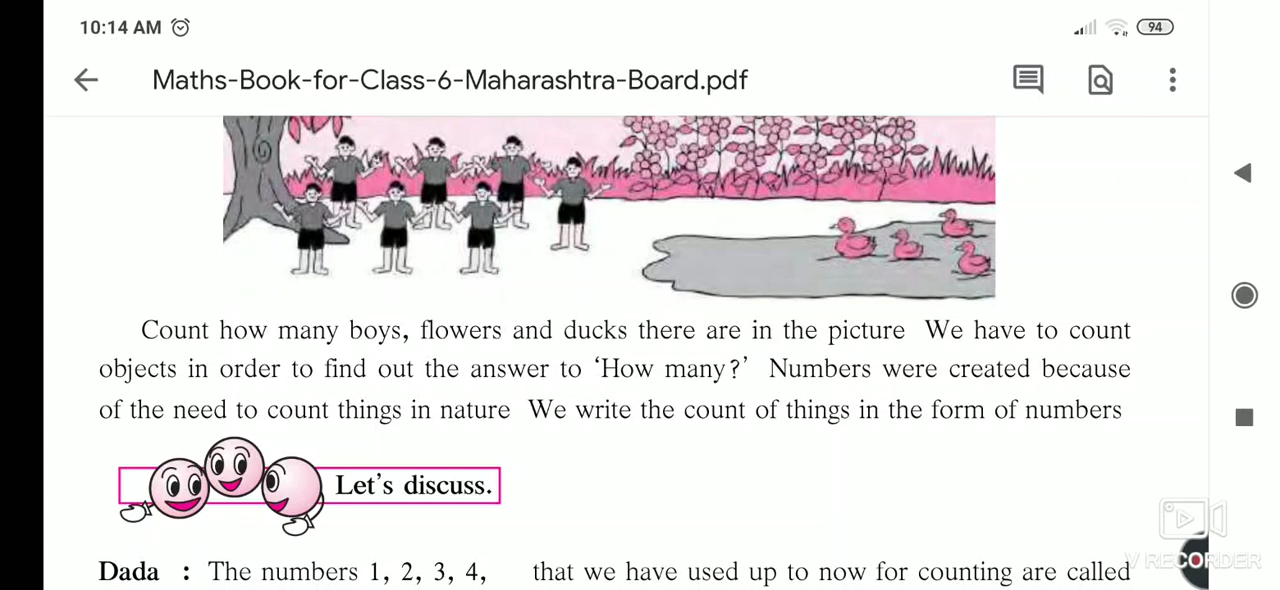 10:14 AM
94
Maths-Book-for-Class-6-Maharashtra-Board.pdf
Count how many boys, flowers and ducks there are in the picture We have to count
objects in order to find out the answer to ‘How many?’ Numbers were created because
of the need to count things in nature We write the count of things in the form of numbers
Let’s discuss.
Dada : The numbers 1, 2, 3, 4, that we have used up to now for counting are called
V RECORDER